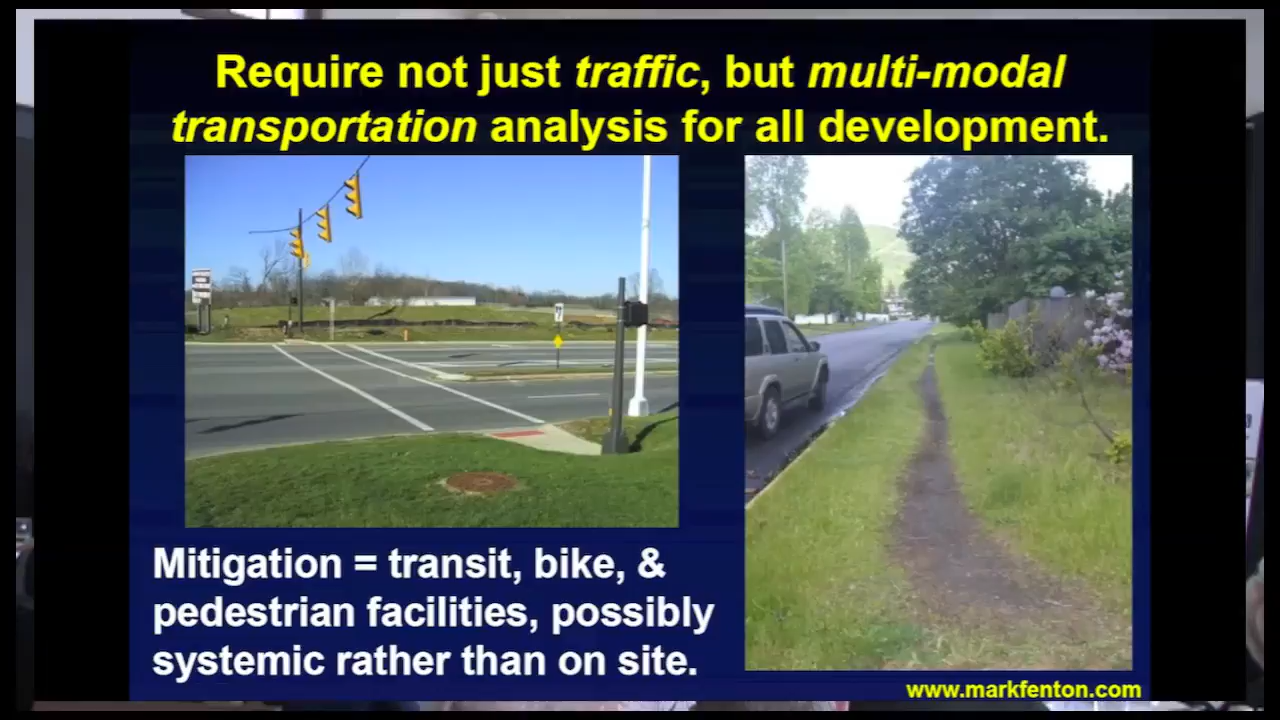 Require not just traffic, but multi-modal
transportation analysis for all development.
Mitigation = transit, bike, &
pedestrian facilities, possibly
systemic rather than on site.
www.markfenton.com